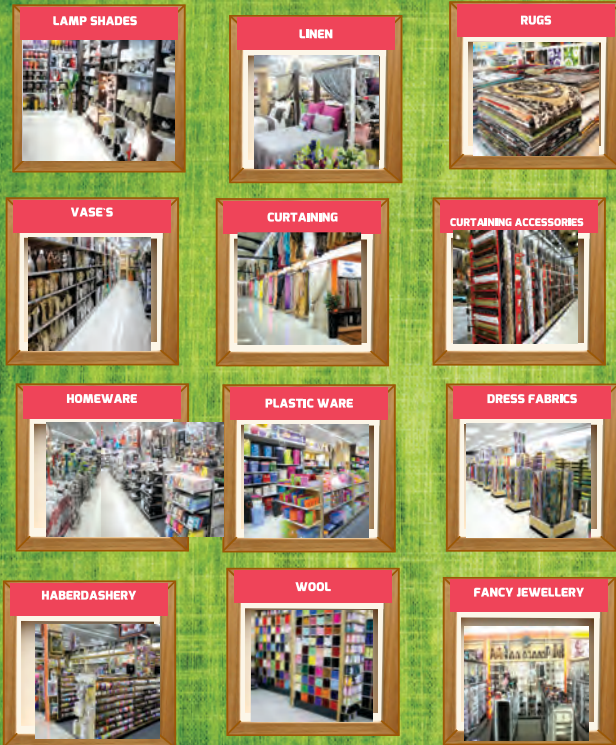 LAMP SHADES
LINEN
RUGS
VASE'S
CURTAINING
CURTAINING ACCESSORIES
HOMEWARE
PLASTIC WARE
DRESS FABRICS
HABERDASHERY
WOOL
FANCY JEWELLERY